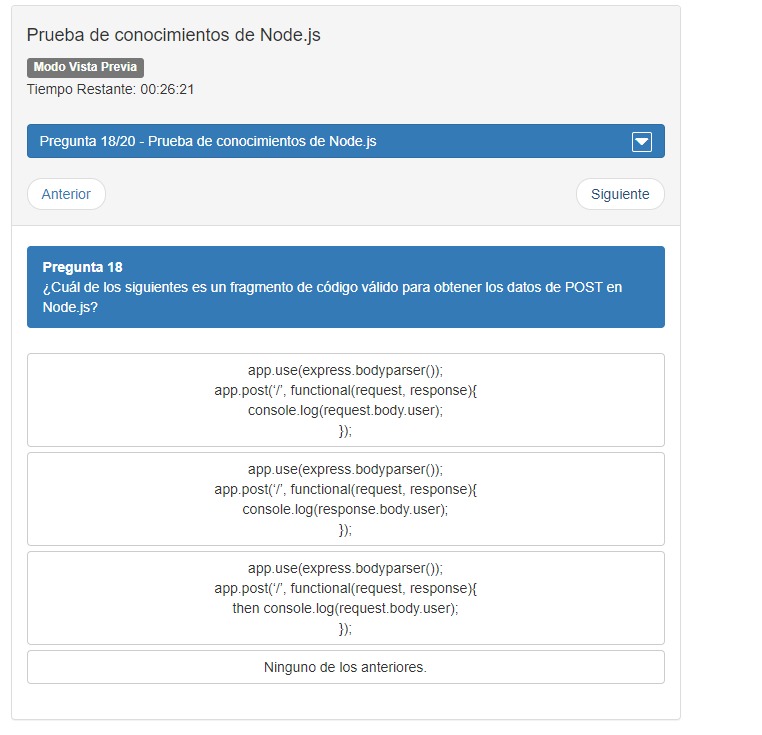 Prueba de conocimientos de Node.js
Modo Vista Previa
Tiempo Restante: 00:26:21
Pregunta 18/20 - Prueba de conocimientos de Node.js
Anterior
Siguiente
Pregunta 18
¿Cuál de los siguientes es un fragmento de código válido para obtener los datos de POST en
Node.js?
app.use(express.bodyparser());
app.post(‘/’, functional(request, response){
console.log(request.body.user);
});
app.use(express.bodyparser());
app.post(‘/’, functional(request, response){
console.log(response.body.user);
});
app.use(express.bodyparser());
app.post(‘/’, functional(request, response){
then console.log(request.body.user);
});
Ninguno de los anteriores.